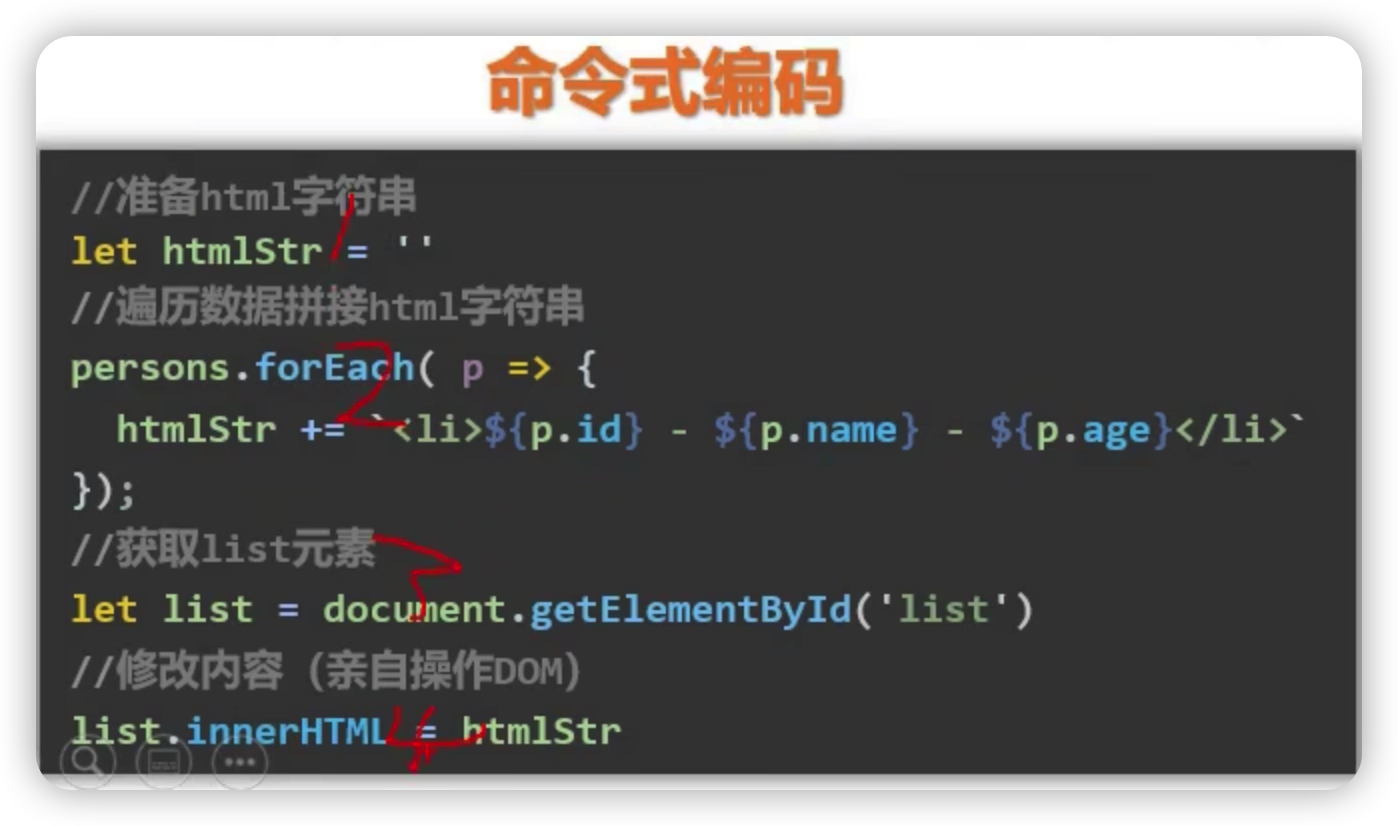 命令式编码
//准备html字符串
let htmlStr = ''
//遍历数据拼接html字符串
persons.forEach( p => {
  htmlStr += `<li>${p.id} - ${p.name} - ${p.age}</li>`
});
//获取list元素
let list = document.getElementById('list')
//修改内容（亲自操作DOM）
list.innerHTML = htmlStr
1
2
3
4